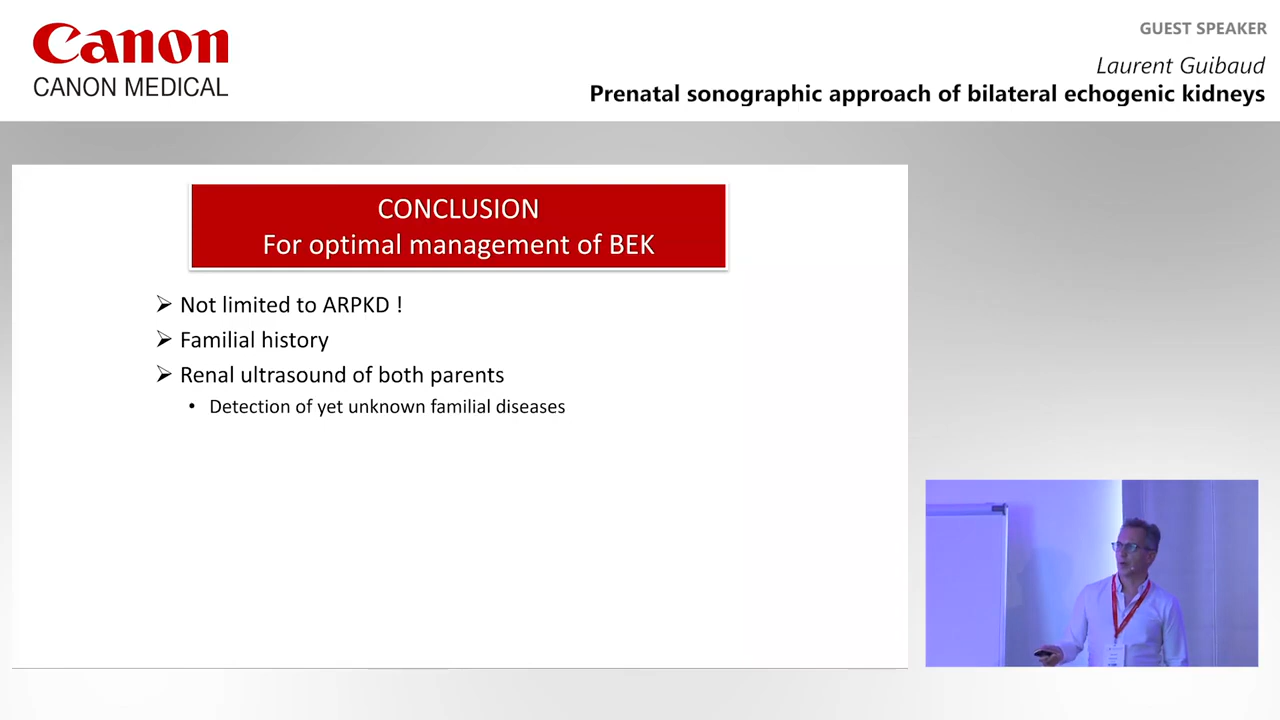 Canon
CANON MEDICAL
GUEST SPEAKER
Laurent Guibaud
Prenatal sonographic approach of bilateral echogenic kidneys
CONCLUSION
For optimal management of BEK
➢ Not limited to ARPKD !
➢ Familial history
➢ Renal ultrasound of both parents
• Detection of yet unknown familial diseases